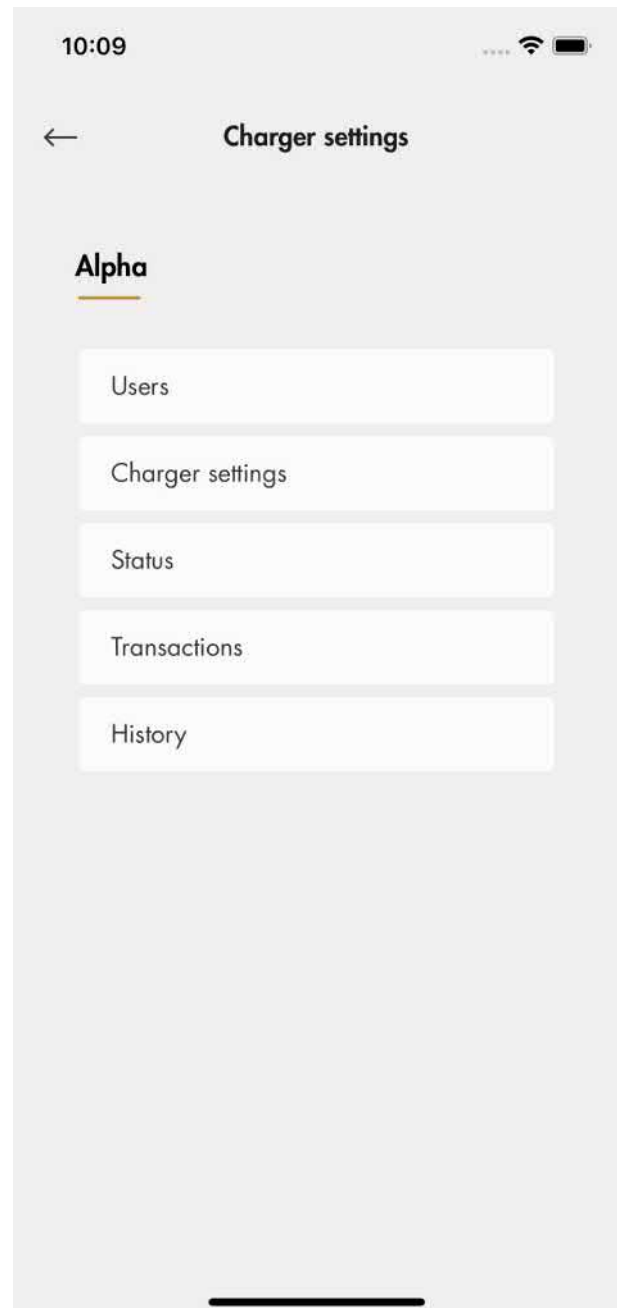 10:09
Charger settings
Alpha
Users
Charger settings
Status
Transactions
History